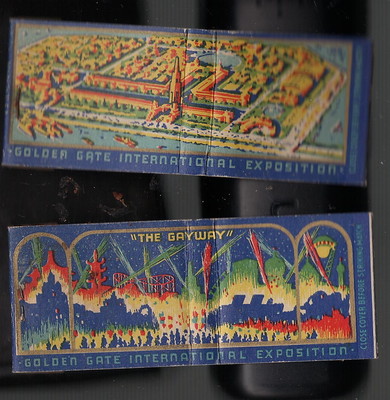 GOLDEN GATE INTERNATIONAL EXPOSITION
"THE GAYWAY"
GOLDEN GATE INTERNATIONAL EXPOSITION
CLOSE COVER BEFORE STRIKING MATCH